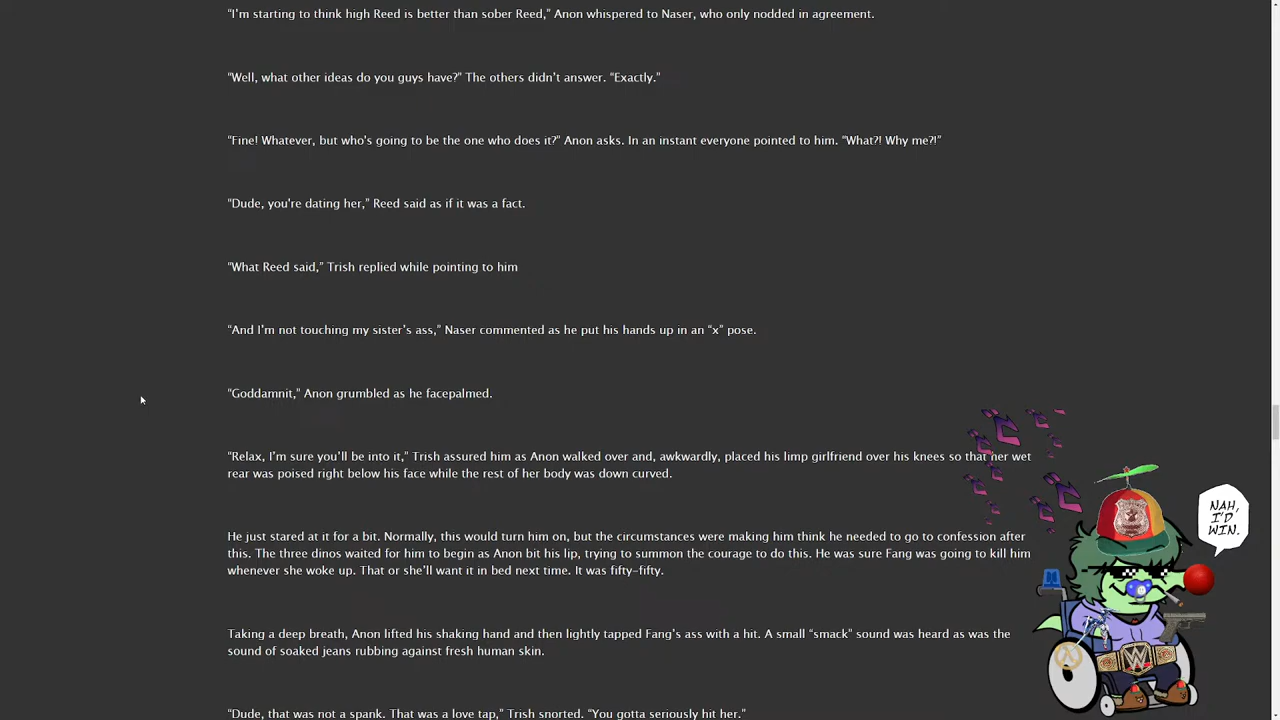 “I’m starting to think high Reed is better than sober Reed,” Anon whispered to Naser, who only nodded in agreement.
“Well, what other ideas do you guys have?” The others didn’t answer. “Exactly.”
“Fine! Whatever, but who’s going to be the one who does it?” Anon asks. In an instant everyone pointed to him. “What?! Why me?!”
“Dude, you’re dating her,” Reed said as if it was a fact.
“What Reed said,” Trish replied while pointing to him
“And I’m not touching my sister’s ass,” Naser commented as he put his hands up in an “x” pose.
“Goddamnit,” Anon grumbled as he facepalmed.
“Relax, I’m sure you’ll be into it,” Trish assured him as Anon walked over and, awkwardly, placed his limp girlfriend over his knees so that her wet
rear was poised right below his face while the rest of her body was down curved.
He just stared at it for a bit. Normally, this would turn him on, but the circumstances were making him think he needed to go to confession after
this. The three dinos waited for him to begin as Anon bit his lip, trying to summon the courage to do this. He was sure Fang was going to kill him
whenever she woke up. That or she’ll want it in bed next time. It was fifty-fifty.
Taking a deep breath, Anon lifted his shaking hand and then lightly tapped Fang’s ass with a hit. A small “smack” sound was heard as was the
sound of soaked jeans rubbing against fresh human skin.
“Dude, that was not a spank. That was a love tap,” Trish snorted. “You gotta seriously hit her.”
NAH,
I'D
WIN.
W